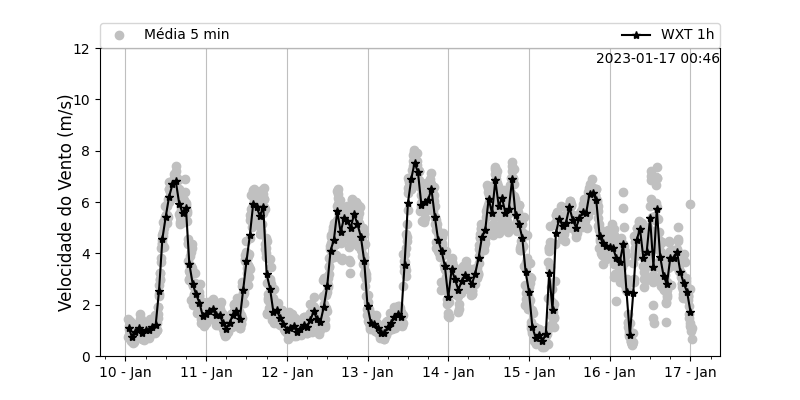 Média 5 min
WXT 1h
2023-01-17 00:46
Velocidade do Vento (m/s)
12
10
8
6
4
2
0
10 - Jan
11 - Jan
12 - Jan
13 - Jan
14 - Jan
15 - Jan
16 - Jan
17 - Jan